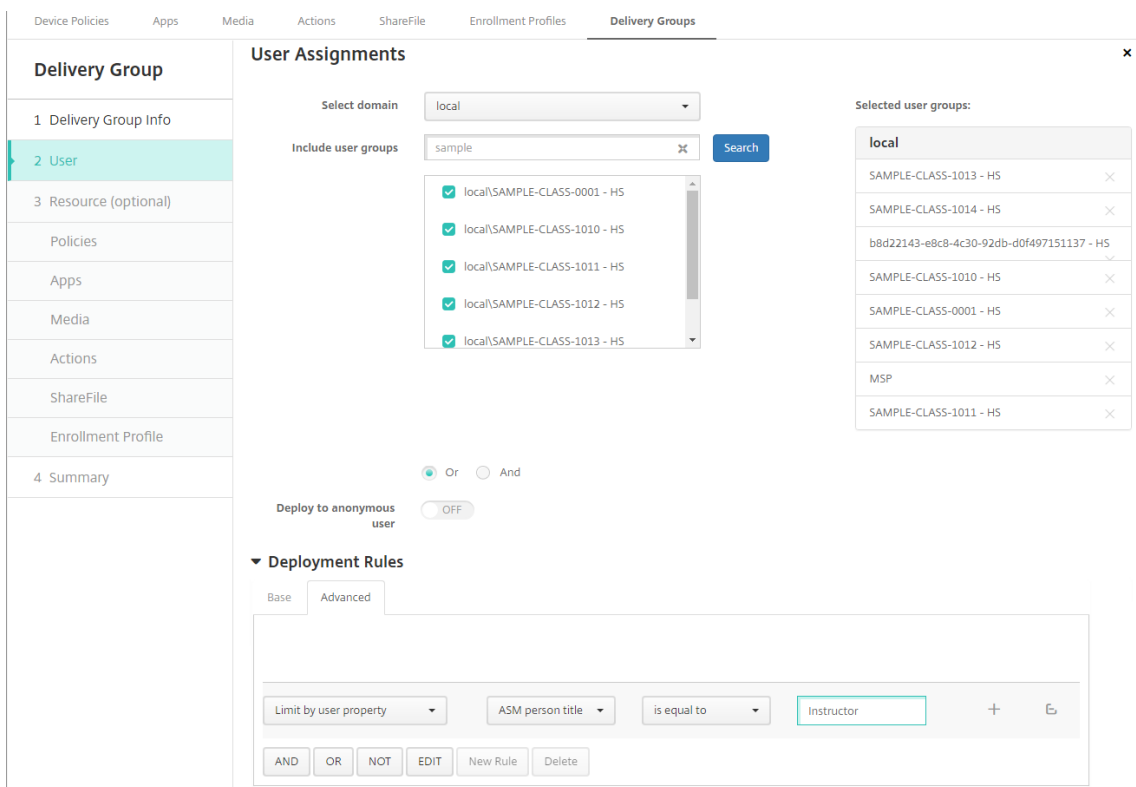 Device Policies Apps Media Actions ShareFile Enrollment Profiles Delivery Groups
Delivery Group
1 Delivery Group Info
2 User
3 Resource (optional)
Policies
Apps
Media
Actions
ShareFile
Enrollment Profile
4 Summary
User Assignments
Select domain local
Include user groups sample Search
local\SAMPLE-CLASS-0001 - HS
local\SAMPLE-CLASS-1010 - HS
local\SAMPLE-CLASS-1011 - HS
local\SAMPLE-CLASS-1012 - HS
local\SAMPLE-CLASS-1013 - HS
Selected user groups:
local
SAMPLE-CLASS-1013 - HS
SAMPLE-CLASS-1014 - HS
b8d22143-e8c8-4c30-92db-d0f497151137 - HS
SAMPLE-CLASS-1010 - HS
SAMPLE-CLASS-0001 - HS
SAMPLE-CLASS-1012 - HS
MSP
SAMPLE-CLASS-1011 - HS
Or And
Deploy to anonymous
user
OFF
Deployment Rules
Base Advanced
Limit by user property ASM person title is equal to Instructor
AND OR NOT EDIT New Rule Delete